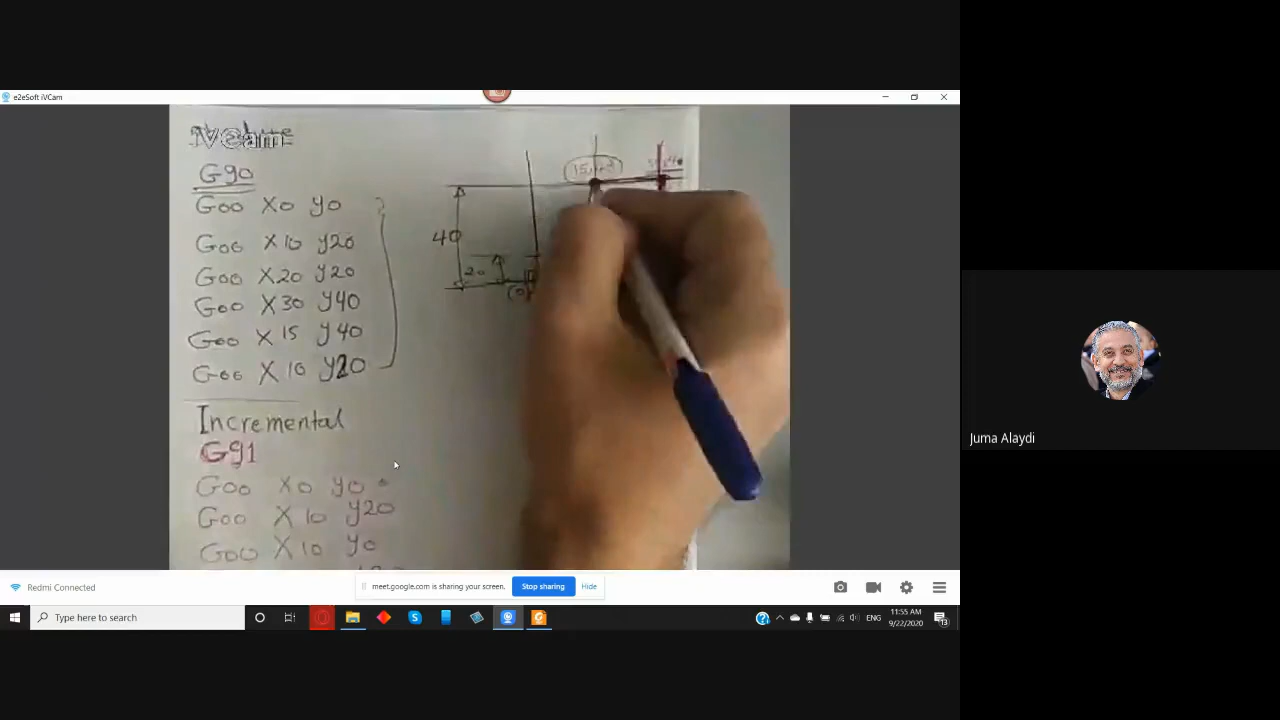 e2eSoft iVCam
iVCam
G90
G00 X0 Y0
G00 X10 Y20
G00 X20 Y20
G00 X30 Y40
G00 X15 Y40
G00 X10 Y20
40
20
Incremental
G91
G00 X0 Y0
G00 X10 Y20
G00 X10 Y0
Juma Alaydi
Redmi Connected
meet.google.com is sharing your screen.
Stop sharing
Hide
Type here to search
ENG
11:55 AM
9/22/2020
13